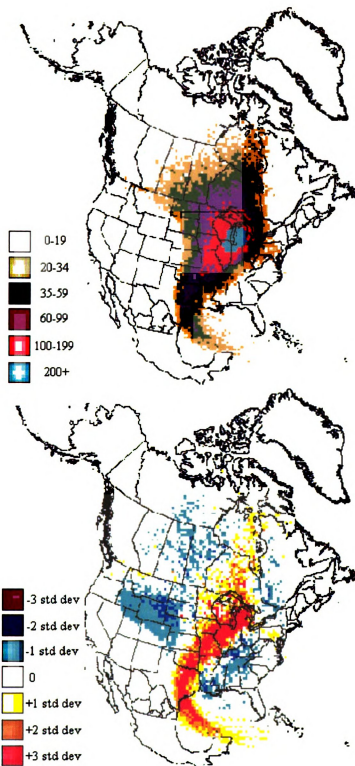 0-19
20-34
35-59
60-99
100-199
200+
-3 std dev
-2 std dev
-1 std dev
0
+1 std dev
+2 std dev
+3 std dev